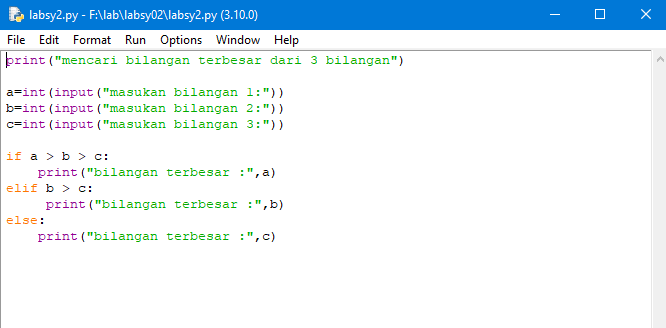 labsy2.py - F:\lab\labsy02\labsy2.py (3.10.0)
File Edit Format Run Options Window Help
print("mencari bilangan terbesar dari 3 bilangan")
a=int(input("masukan bilangan 1:"))
b=int(input("masukan bilangan 2:"))
c=int(input("masukan bilangan 3:"))
if a > b > c:
    print("bilangan terbesar :",a)
elif b > c:
     print("bilangan terbesar :",b)
else:
    print("bilangan terbesar :",c)